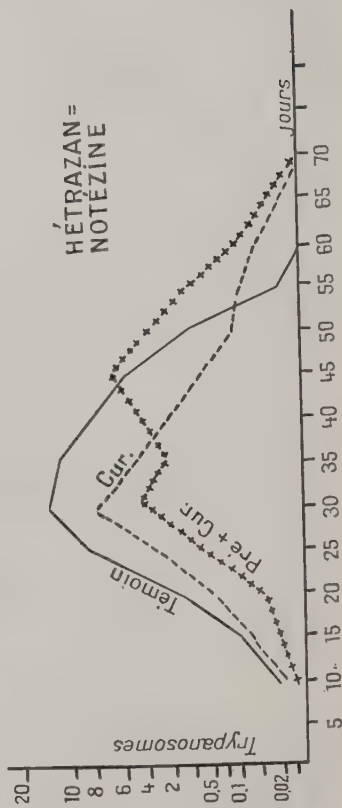 HÉTRAZAN=
NOTÉZINE
Trypanosomes
20
10
8
6
4
2
0,5
0,1
0,02
Témoin
Cur.
Pré + Cur.
5 10 15 20 25 30 35 40 45 50 55 60 65 70
jours